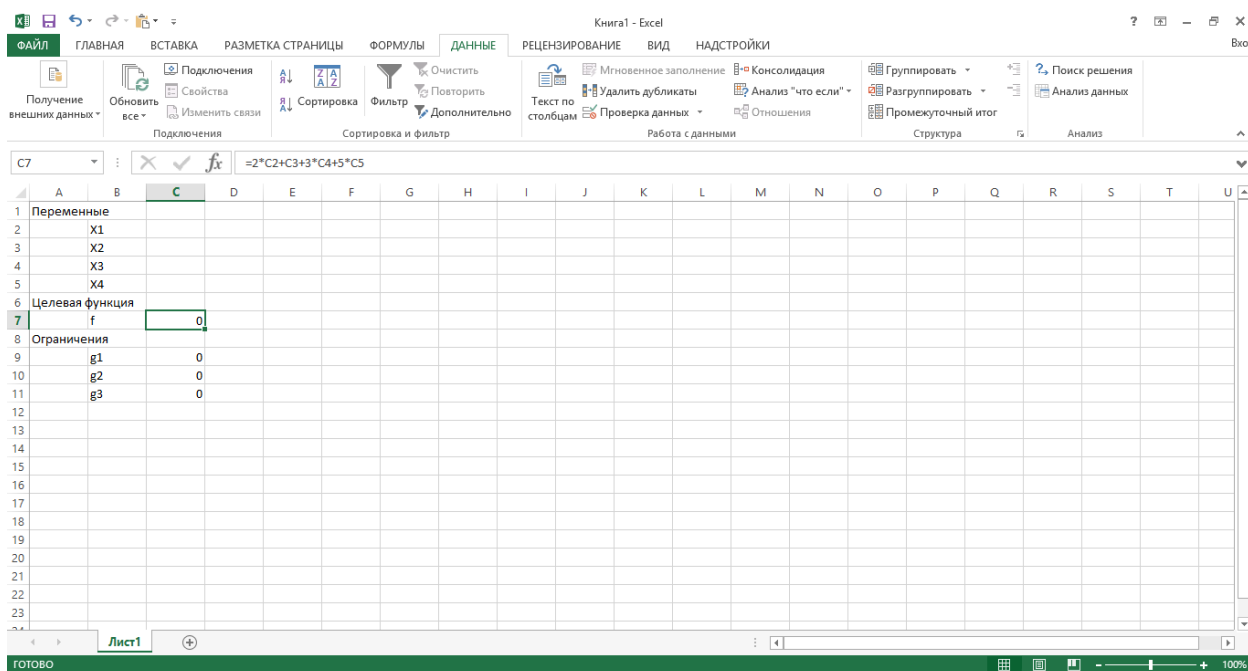 Книга1 - Excel
?
Вхо
ФАЙЛ ГЛАВНАЯ ВСТАВКА РАЗМЕТКА СТРАНИЦЫ ФОРМУЛЫ ДАННЫЕ РЕЦЕНЗИРОВАНИЕ ВИД НАДСТРОЙКИ
Получение
внешних данных
Обновить
все
Подключения
Свойства
Изменить связи
Подключения
Сортировка
Фильтр
Очистить
Повторить
Дополнительно
Сортировка и фильтр
Текст по
столбцам
Мгновенное заполнение
Удалить дубликаты
Проверка данных
Консолидация
Анализ "что если"
Отношения
Работа с данными
Группировать
Разгруппировать
Промежуточный итог
Структура
Поиск решения
Анализ данных
Анализ
C7 fx =2*C2+C3+3*C4+5*C5
A B C D E F G H I J K L M N O P Q R S T U
1 Переменные
2 X1
3 X2
4 X3
5 X4
6 Целевая функция
7 f 0
8 Ограничения
9 g1 0
10 g2 0
11 g3 0
12
13
14
15
16
17
18
19
20
21
22
23
Лист1
ГОТОВО
100%